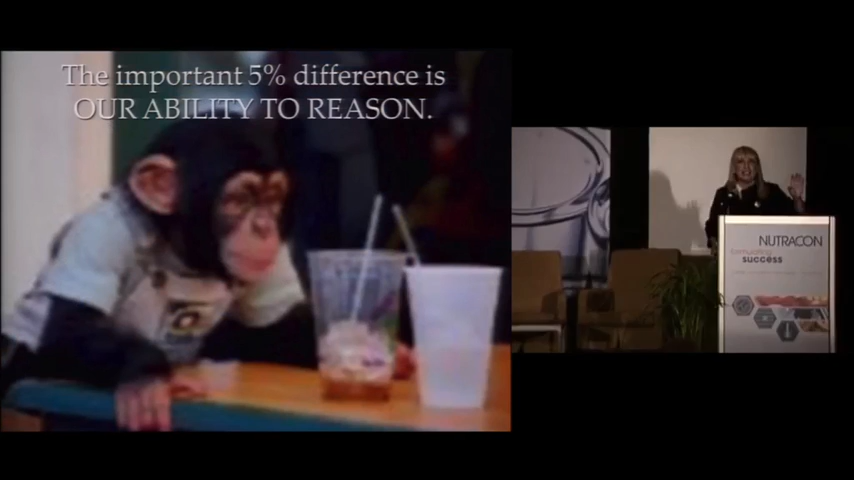 The important 5% difference is
OUR ABILITY TO REASON.
NUTRACON
success